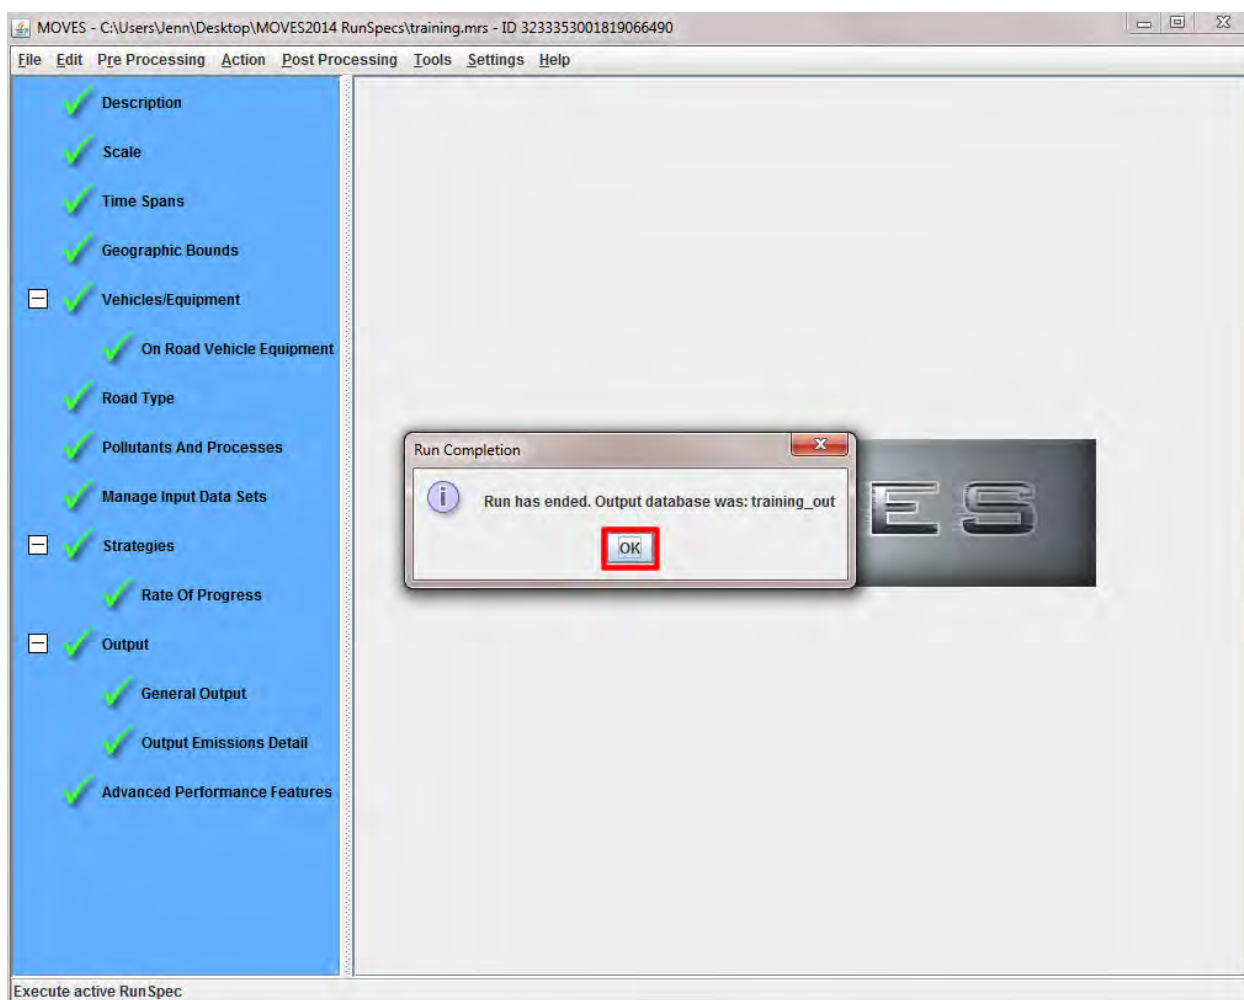 MOVES - C:\Users\Jenn\Desktop\MOVES2014 RunSpecs\training.mrs - ID 3233353001819066490
File Edit Pre Processing Action Post Processing Tools Settings Help
Description
Scale
Time Spans
Geographic Bounds
Vehicles/Equipment
On Road Vehicle Equipment
Road Type
Pollutants And Processes
Manage Input Data Sets
Strategies
Rate Of Progress
Output
General Output
Output Emissions Detail
Advanced Performance Features
Run Completion
Run has ended. Output database was: training_out
OK
ES
Execute active RunSpec